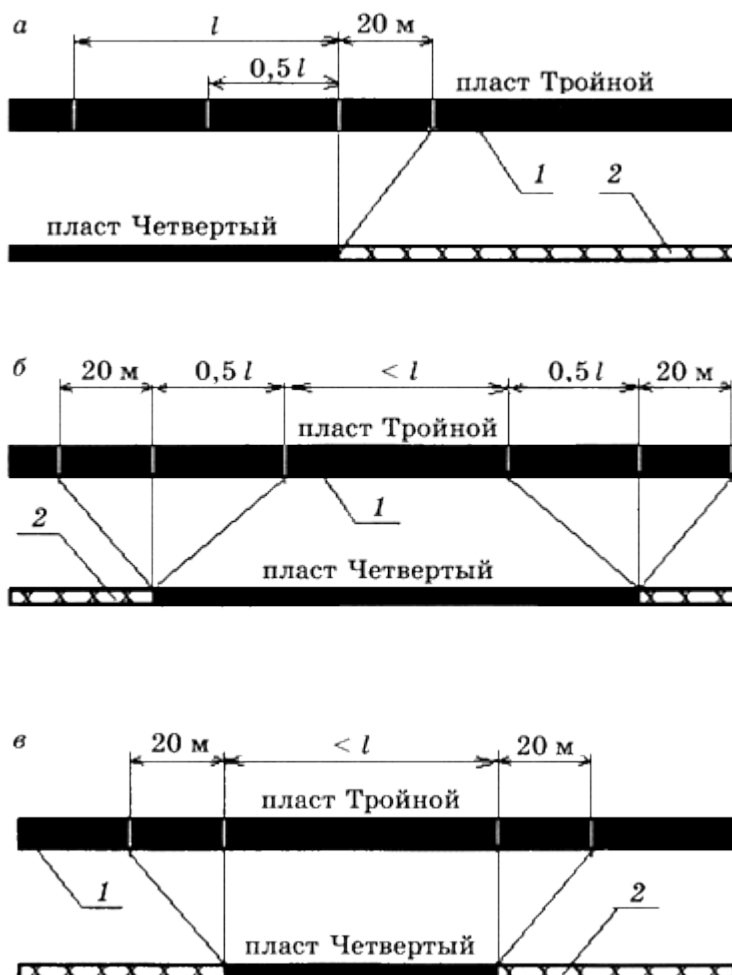 а
l
20 м
0,5 l
пласт Тройной
1
2
пласт Четвертый
б
20 м
0,5 l
< l
0,5 l
20 м
пласт Тройной
2
1
пласт Четвертый
в
20 м
< l
20 м
пласт Тройной
1
2
пласт Четвертый